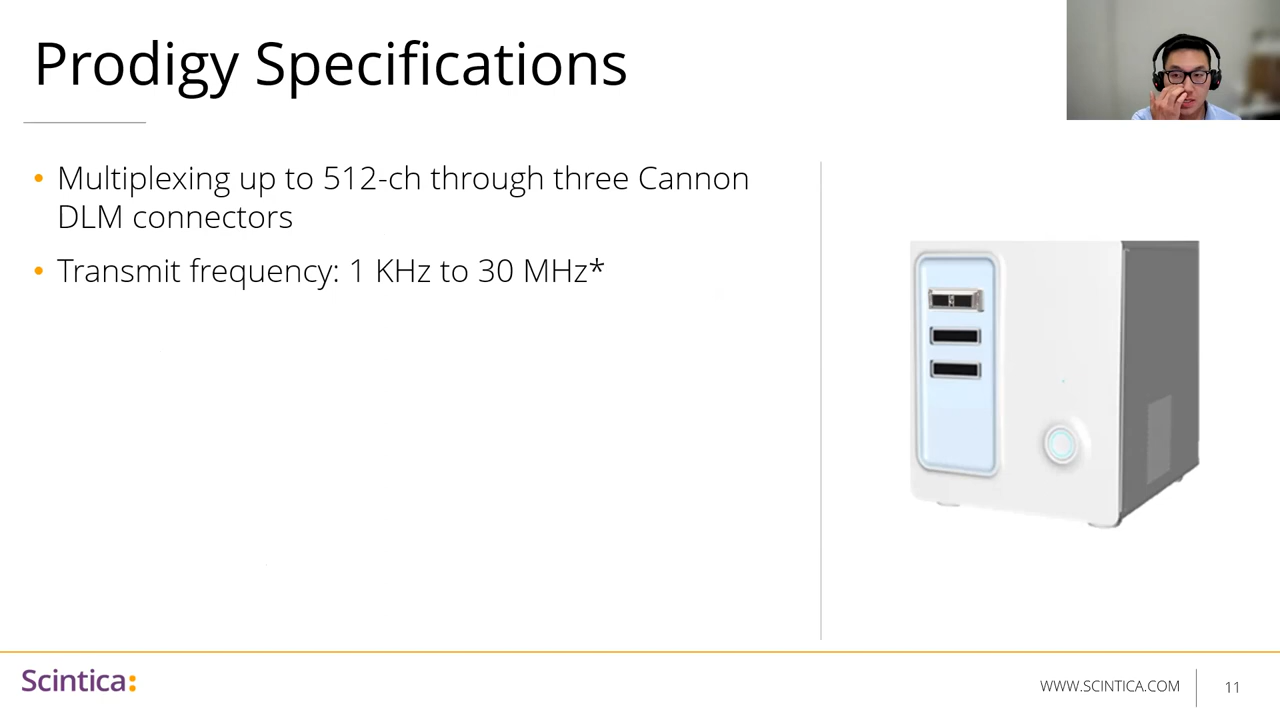 Prodigy Specifications
• Multiplexing up to 512-ch through three Cannon
DLM connectors
• Transmit frequency: 1 KHz to 30 MHz*
Scintica:
WWW.SCINTICA.COM
11